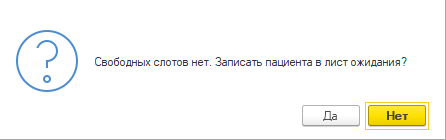 Свободных слотов нет. Записать пациента в лист ожидания?
Да Нет